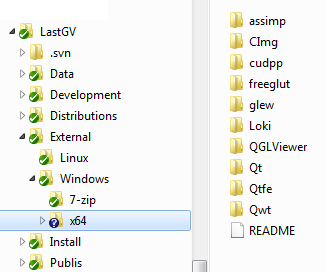 LastGV
.svn
Data
Development
Distributions
External
Linux
Windows
7-zip
x64
Install
Publis
assimp
CImg
cudpp
freeglut
glew
Loki
QGLViewer
Qt
Qtfe
Qwt
README